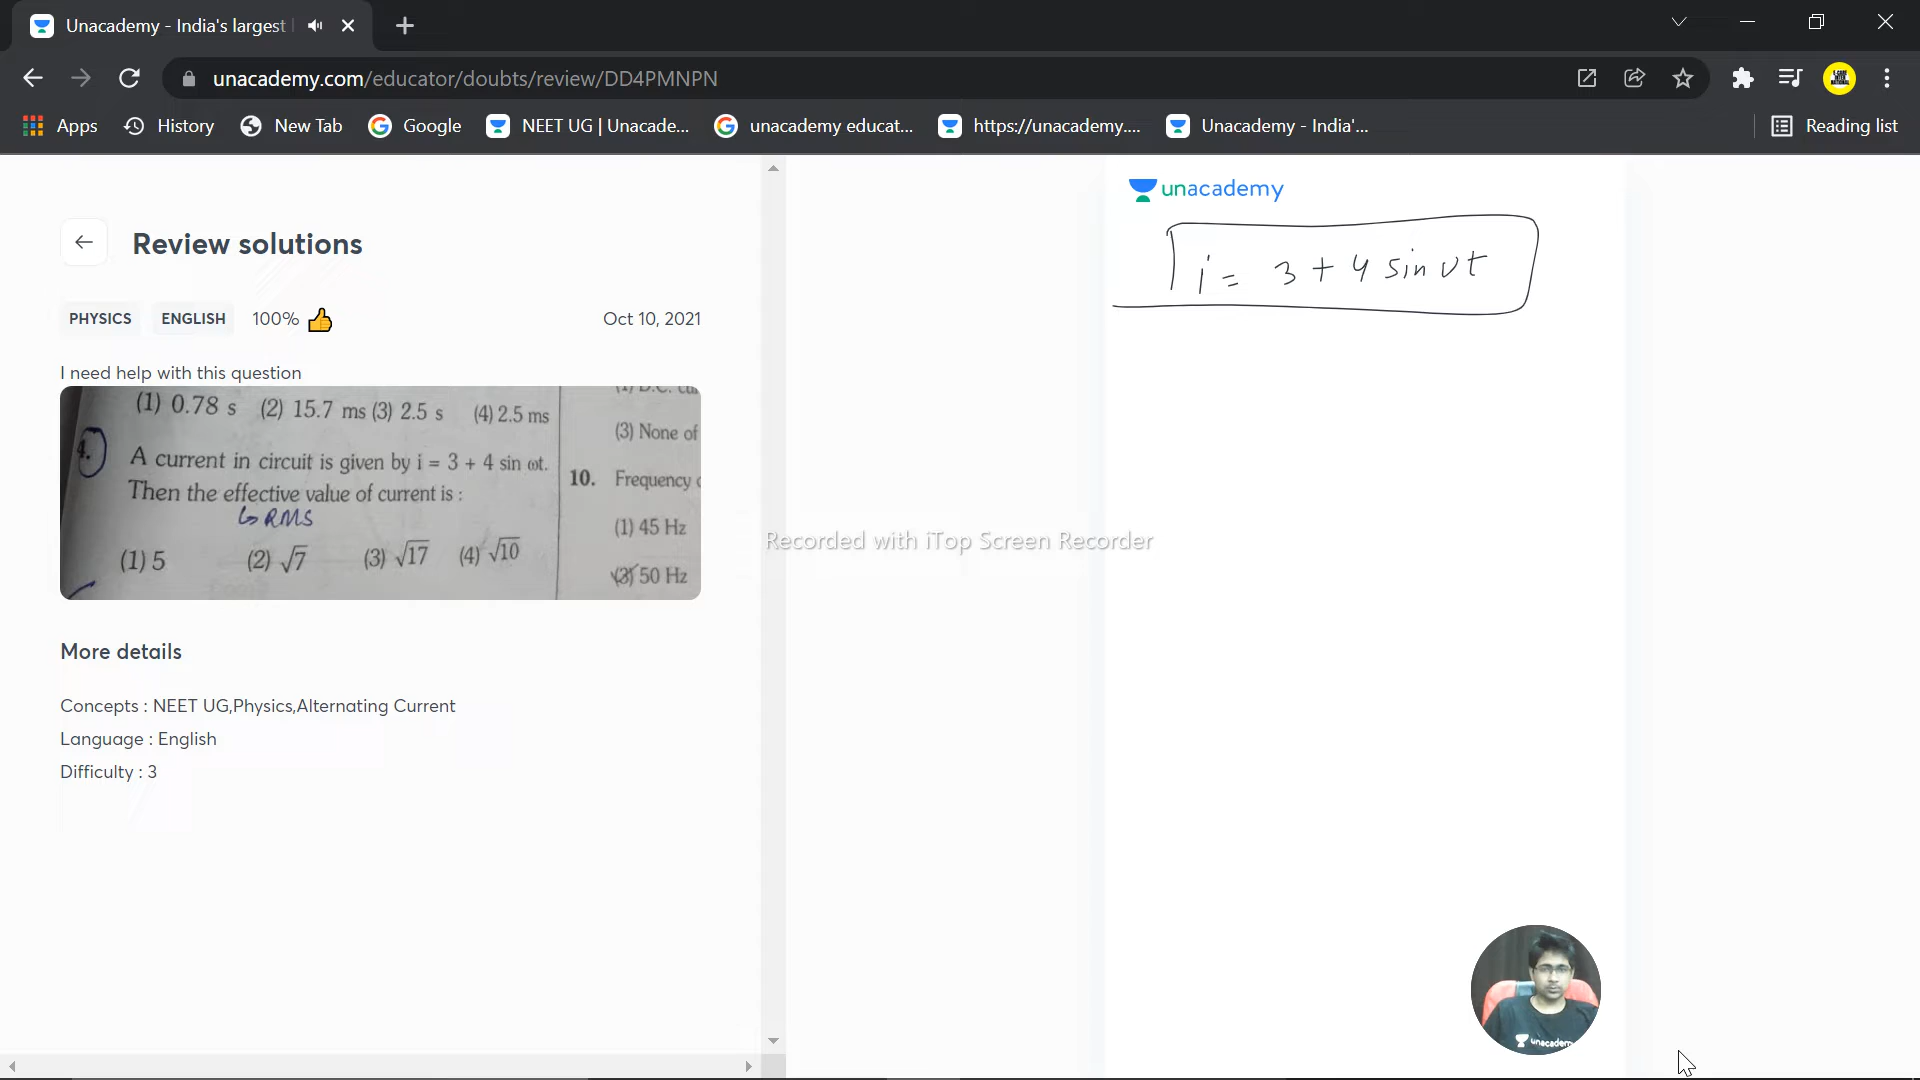 Unacademy - India's largest
unacademy.com/educator/doubts/review/DD4PMNPN
Apps History New Tab Google NEET UG | Unacade... unacademy educat... https://unacademy.... Unacademy - India'... Reading list
Review solutions
PHYSICS ENGLISH 100% 👍 Oct 10, 2021
I need help with this question
(1) 0.78 s (2) 15.7 ms (3) 2.5 s (4) 2.5 ms
4. A current in circuit is given by i = 3 + 4 sin ωt.
Then the effective value of current is :
↳ RMS
(1) 5 (2) √7 (3) √17 (4) √10
(3) None of
10. Frequency
(1) 45 Hz
(3) 50 Hz
More details
Concepts : NEET UG,Physics,Alternating Current
Language : English
Difficulty : 3
unacademy
i = 3 + 4 sin ωt
Recorded with iTop Screen Recorder
unacademy